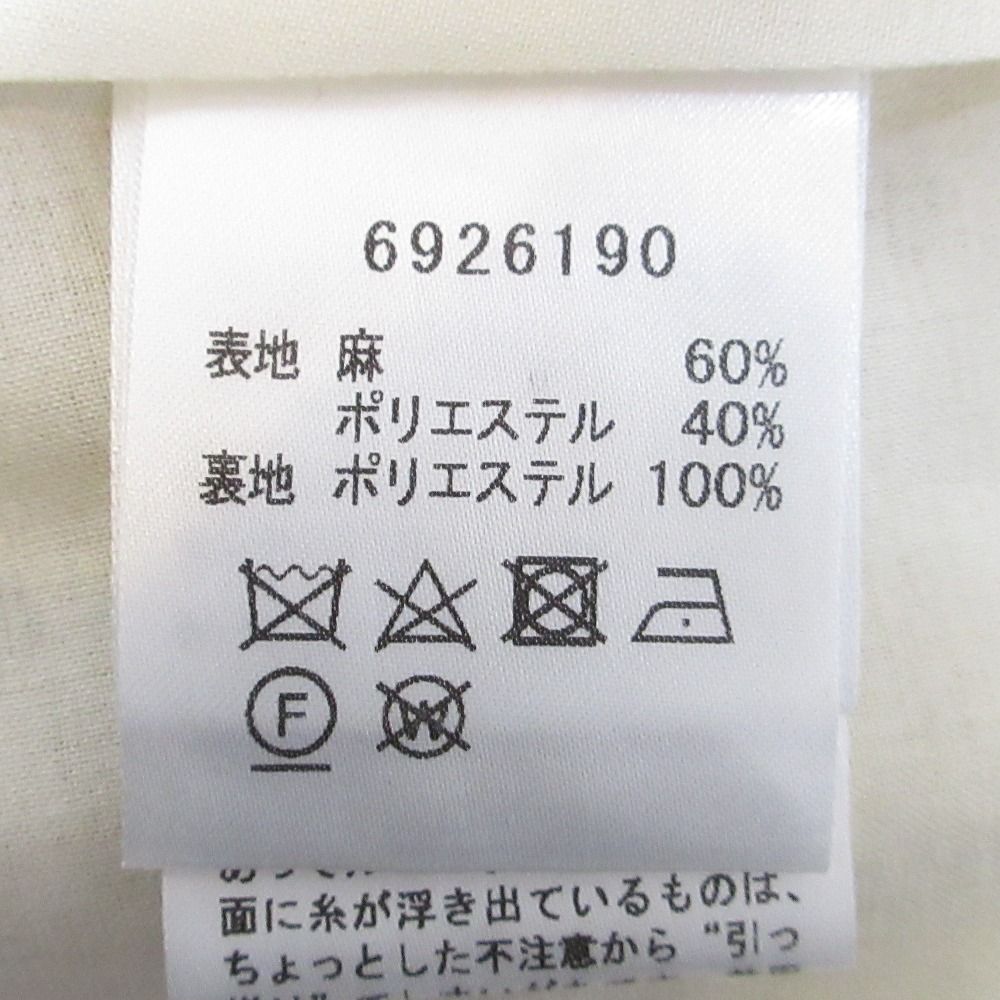 6926190
表地 麻 60%
ポリエステル 40%
裏地 ポリエステル 100%
F
W
面に糸が浮き出ているものは、
ちょっとした不注意から“引っ